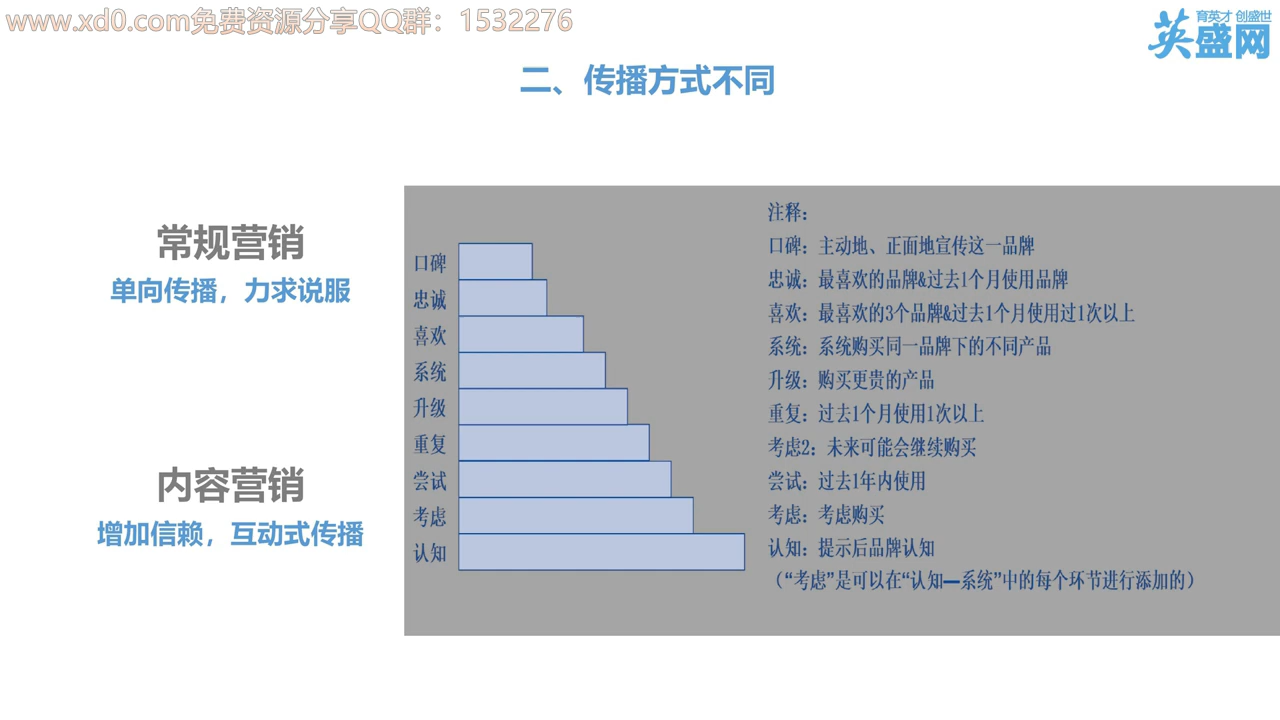 www.xd0.com免费资源分享QQ群：1532276
育英才 创盛世
英盛网
二、传播方式不同
常规营销
单向传播，力求说服
内容营销
增加信赖，互动式传播
口碑
忠诚
喜欢
系统
升级
重复
尝试
考虑
认知
注释：
口碑：主动地、正面地宣传这一品牌
忠诚：最喜欢的品牌&过去1个月使用品牌
喜欢：最喜欢的3个品牌&过去1个月使用过1次以上
系统：系统购买同一品牌下的不同产品
升级：购买更贵的产品
重复：过去1个月使用1次以上
考虑2：未来可能会继续购买
尝试：过去1年内使用
考虑：考虑购买
认知：提示后品牌认知
（“考虑”是可以在“认知—系统”中的每个环节进行添加的）